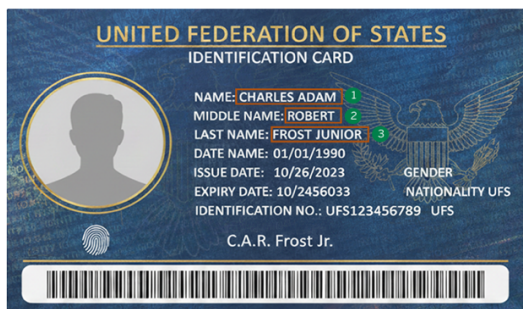 UNITED FEDERATION OF STATES
IDENTIFICATION CARD
NAME: CHARLES ADAM 1
MIDDLE NAME: ROBERT 2
LAST NAME: FROST JUNIOR 3
DATE NAME: 01/01/1990
ISSUE DATE: 10/26/2023 GENDER
EXPIRY DATE: 10/2456033 NATIONALITY UFS
IDENTIFICATION NO.: UFS123456789 UFS
C.A.R. Frost Jr.